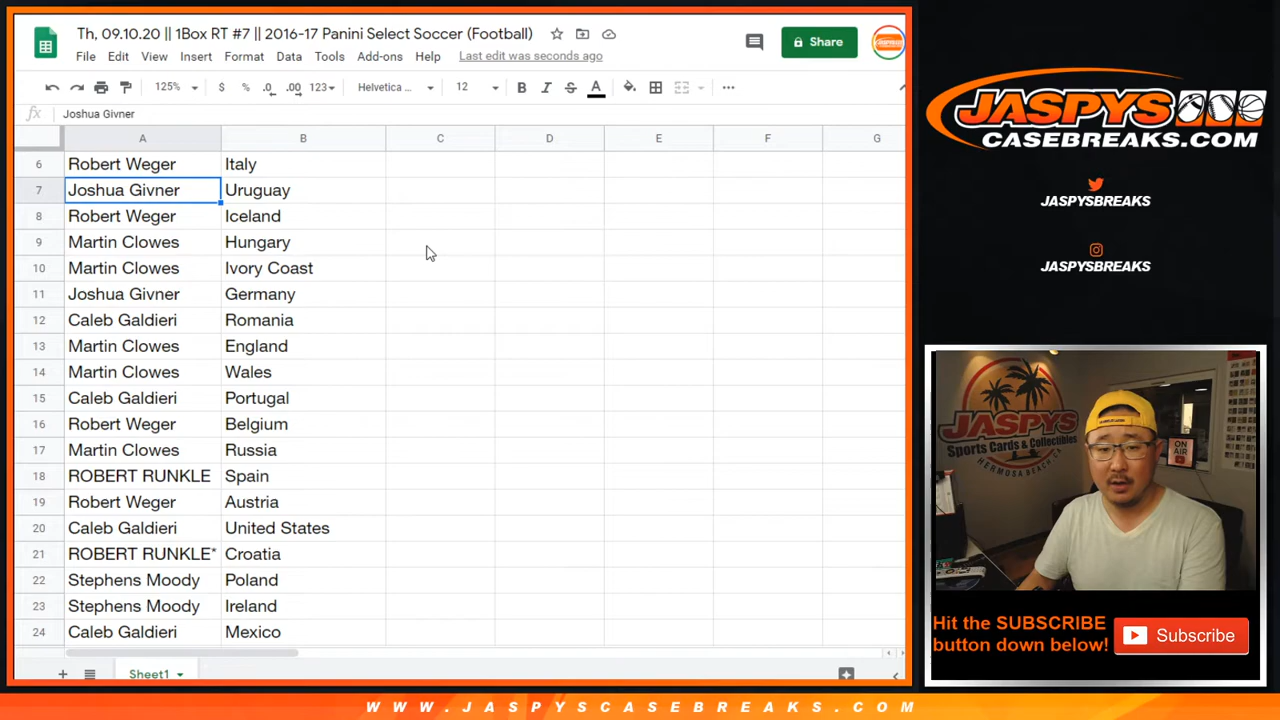 Th, 09.10.20 || 1Box RT #7 || 2016-17 Panini Select Soccer (Football)
File Edit View Insert Format Data Tools Add-ons Help Last edit was seconds ago
Share
125% $ % .0 .00 123 Helvetica ... 12 B I S A
fx Joshua Givner
A B C D E F G
6 Robert Weger Italy
7 Joshua Givner Uruguay
8 Robert Weger Iceland
9 Martin Clowes Hungary
10 Martin Clowes Ivory Coast
11 Joshua Givner Germany
12 Caleb Galdieri Romania
13 Martin Clowes England
14 Martin Clowes Wales
15 Caleb Galdieri Portugal
16 Robert Weger Belgium
17 Martin Clowes Russia
18 ROBERT RUNKLE Spain
19 Robert Weger Austria
20 Caleb Galdieri United States
21 ROBERT RUNKLE* Croatia
22 Stephens Moody Poland
23 Stephens Moody Ireland
24 Caleb Galdieri Mexico
Sheet1
JASPYS
CASEBREAKS.COM
JASPYSBREAKS
JASPYSBREAKS
JASPYS
Sports Cards & Collectibles
HERMOSA BEACH, CA
ON AIR
Hit the SUBSCRIBE
button down below!
Subscribe
WWW.JASPYSCASEBREAKS.COM